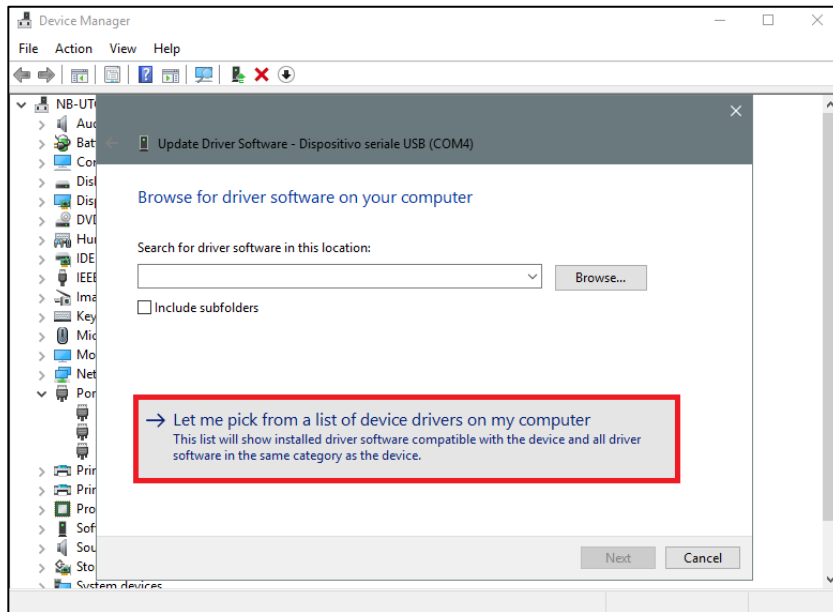 Device Manager
File Action View Help
NB-UT
Aud
Bat
Update Driver Software - Dispositivo seriale USB (COM4)
Cor
Disl
Browse for driver software on your computer
Disp
DVD
Hur
Search for driver software in this location:
IDE
IEEE
Browse...
Ima
Include subfolders
Key
Mic
Mo
Net
Por
Let me pick from a list of device drivers on my computer
This list will show installed driver software compatible with the device and all driver
software in the same category as the device.
Prin
Prin
Pro
Sof
Sou
Next Cancel
Sto
System devices